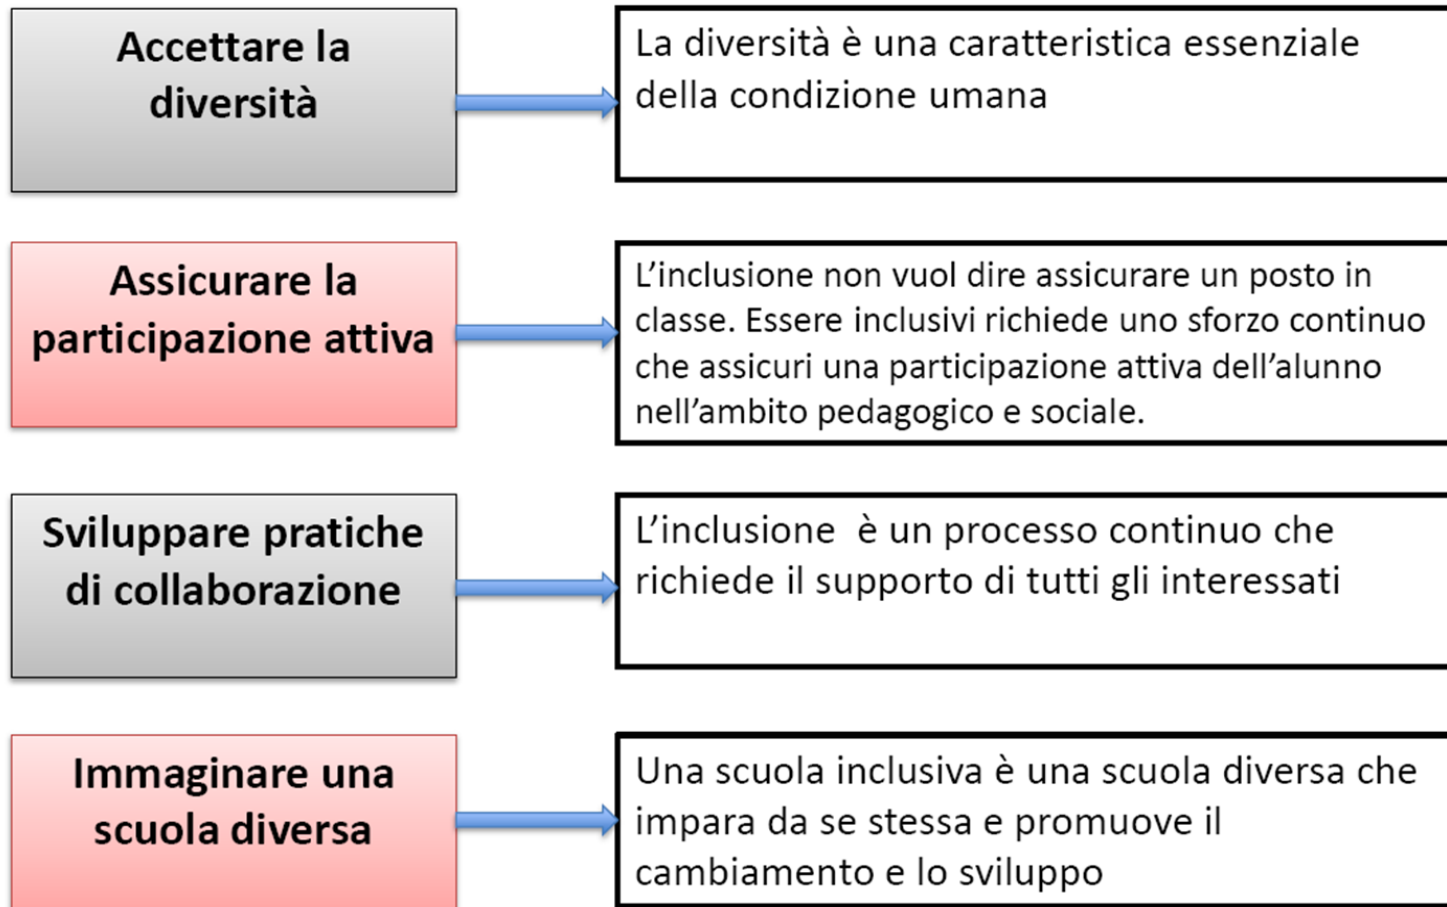 Accettare la
diversità
La diversità è una caratteristica essenziale
della condizione umana
Assicurare la
participazione attiva
L’inclusione non vuol dire assicurare un posto in
classe. Essere inclusivi richiede uno sforzo continuo
che assicuri una participazione attiva dell’alunno
nell’ambito pedagogico e sociale.
Sviluppare pratiche
di collaborazione
L’inclusione è un processo continuo che
richiede il supporto di tutti gli interessati
Immaginare una
scuola diversa
Una scuola inclusiva è una scuola diversa che
impara da se stessa e promuove il
cambiamento e lo sviluppo